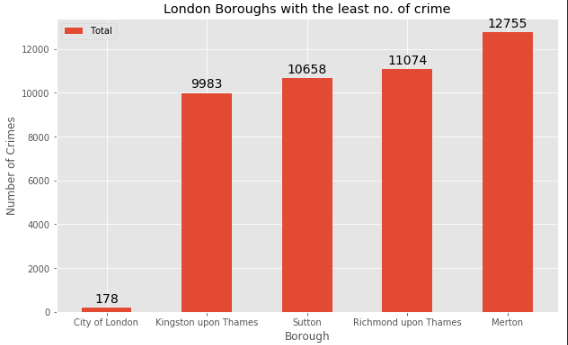 London Boroughs with the least no. of crime
Total
12755
11074
10658
9983
178
12000
10000
8000
6000
4000
2000
0
Number of Crimes
City of London
Kingston upon Thames
Sutton
Richmond upon Thames
Merton
Borough